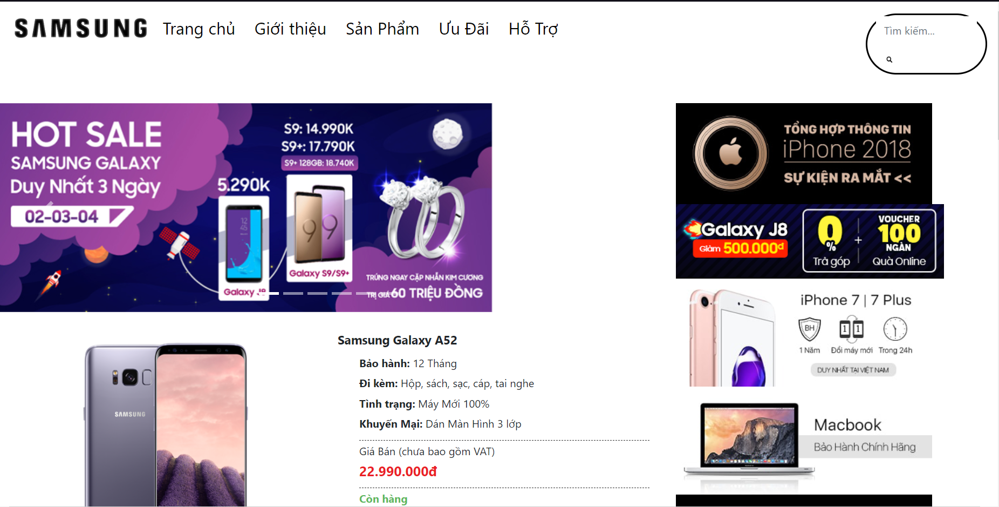 SAMSUNG
Trang chủ
Giới thiệu
Sản Phẩm
Ưu Đãi
Hỗ Trợ
Tìm kiếm...
HOT SALE
SAMSUNG GALAXY
Duy Nhất 3 Ngày
02-03-04
5.290k
Galaxy J8
S9: 14.990K
S9+: 17.790K
S9+ 128GB: 18.740K
Galaxy S9/S9+
TRÚNG NGAY CẶP NHẪN KIM CƯƠNG
TRỊ GIÁ 60 TRIỆU ĐỒNG
TỔNG HỢP THÔNG TIN
iPhone 2018
SỰ KIỆN RA MẮT <<
Galaxy J8
Giảm 500.000đ
0%
Trả góp
+
VOUCHER
100
NGÀN
Quà Online
iPhone 7 | 7 Plus
BH
1 1
1 Năm
Đổi máy mới
Trong 24h
DUY NHẤT TẠI VIỆT NAM
Macbook
Bảo Hành Chính Hãng
SAMSUNG
Samsung Galaxy A52
Bảo hành: 12 Tháng
Đi kèm: Hộp, sách, sạc, cáp, tai nghe
Tình trạng: Máy Mới 100%
Khuyến Mại: Dán Màn Hình 3 lớp
Giá Bán (chưa bao gồm VAT)
22.990.000đ
Còn hàng